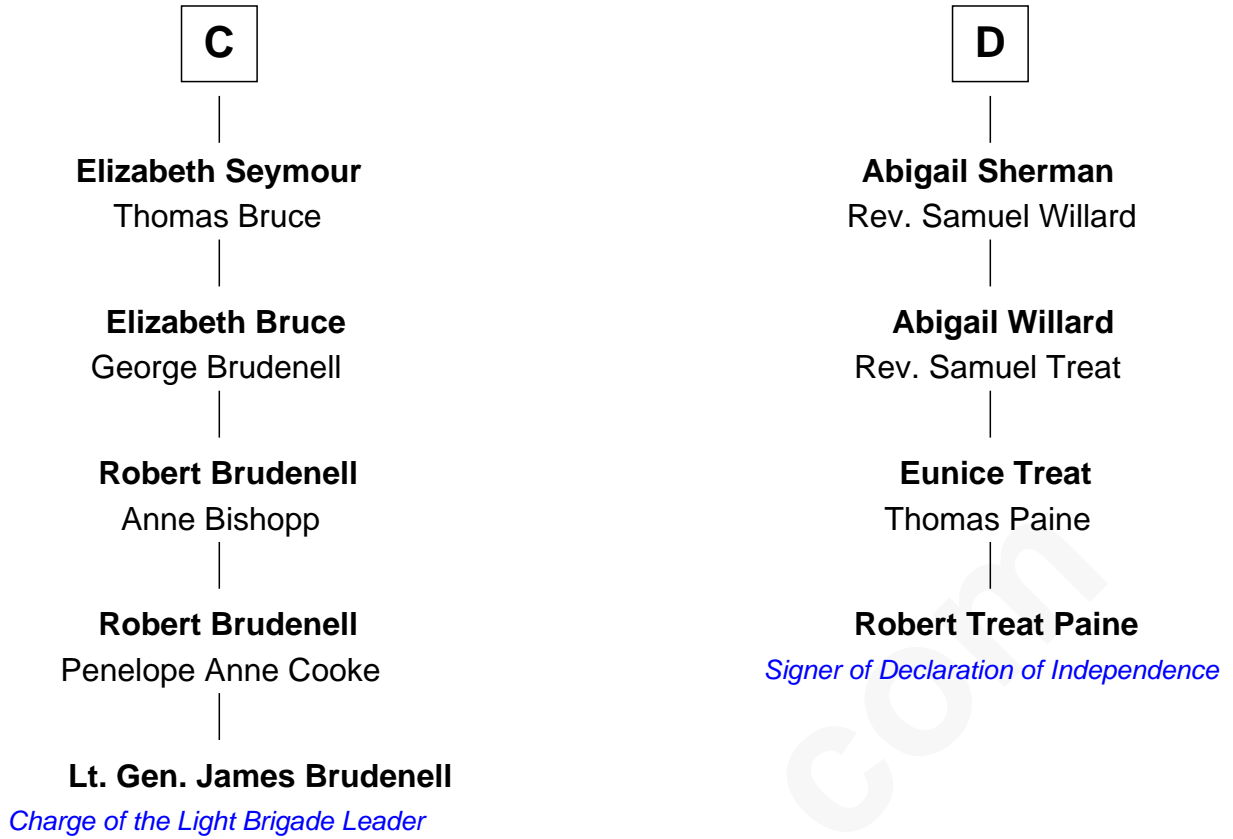 C
Elizabeth Seymour
Thomas Bruce
Elizabeth Bruce
George Brudenell
Robert Brudenell
Anne Bishopp
Robert Brudenell
Penelope Anne Cooke
Lt. Gen. James Brudenell
Charge of the Light Brigade Leader
D
Abigail Sherman
Rev. Samuel Willard
Abigail Willard
Rev. Samuel Treat
Eunice Treat
Thomas Paine
Robert Treat Paine
Signer of Declaration of Independence
com